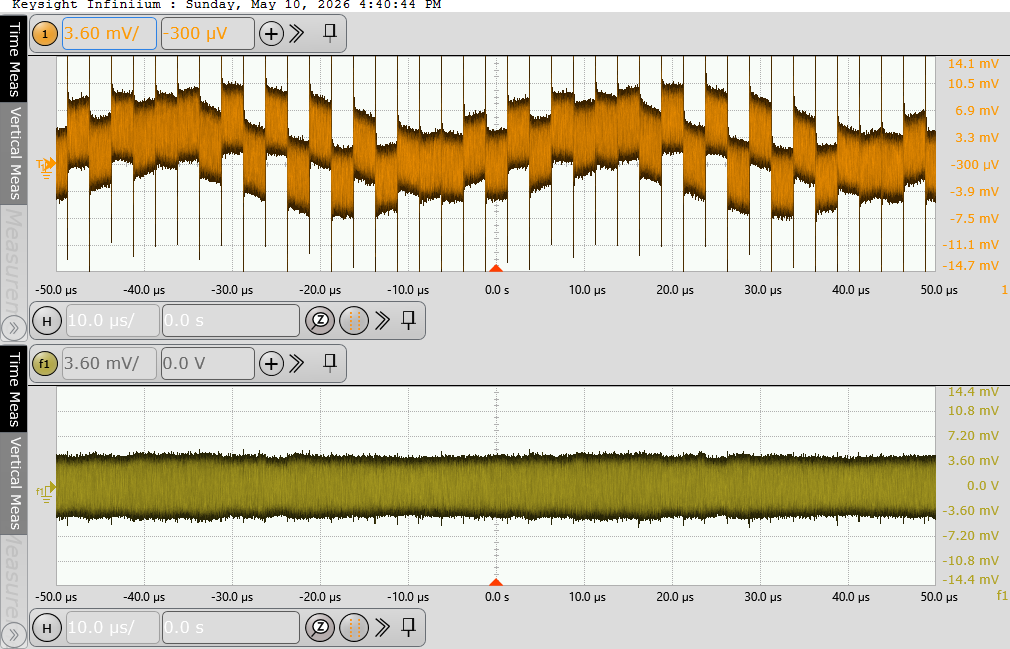 Keysight Infiniium : Sunday, May 10, 2026 4:40:44 PM
1 3.60 mV/ -300 µV
Time Meas
Vertical Meas
14.1 mV
10.5 mV
6.9 mV
3.3 mV
-300 µV
-3.9 mV
-7.5 mV
-11.1 mV
-14.7 mV
-50.0 µs -40.0 µs -30.0 µs -20.0 µs -10.0 µs 0.0 s 10.0 µs 20.0 µs 30.0 µs 40.0 µs 50.0 µs 1
H 10.0 µs/ 0.0 s Z
f1 3.60 mV/ 0.0 V
Time Meas
Vertical Meas
14.4 mV
10.8 mV
7.20 mV
3.60 mV
0.0 V
-3.60 mV
-7.20 mV
-10.8 mV
-14.4 mV
-50.0 µs -40.0 µs -30.0 µs -20.0 µs -10.0 µs 0.0 s 10.0 µs 20.0 µs 30.0 µs 40.0 µs 50.0 µs f1
H 10.0 µs/ 0.0 s Z